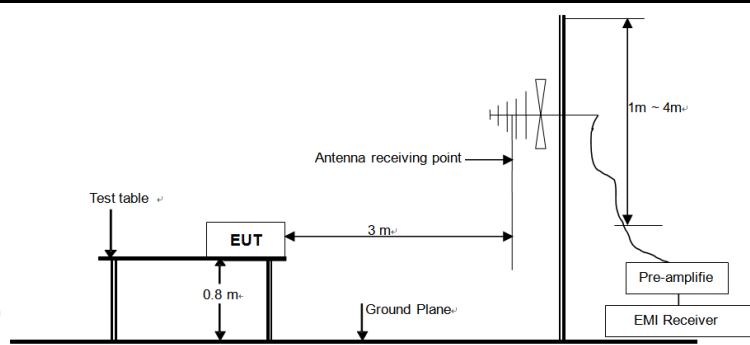 1m ~ 4m
Antenna receiving point
Test table
EUT
3 m
0.8 m
Ground Plane
Pre-amplifie
EMI Receiver